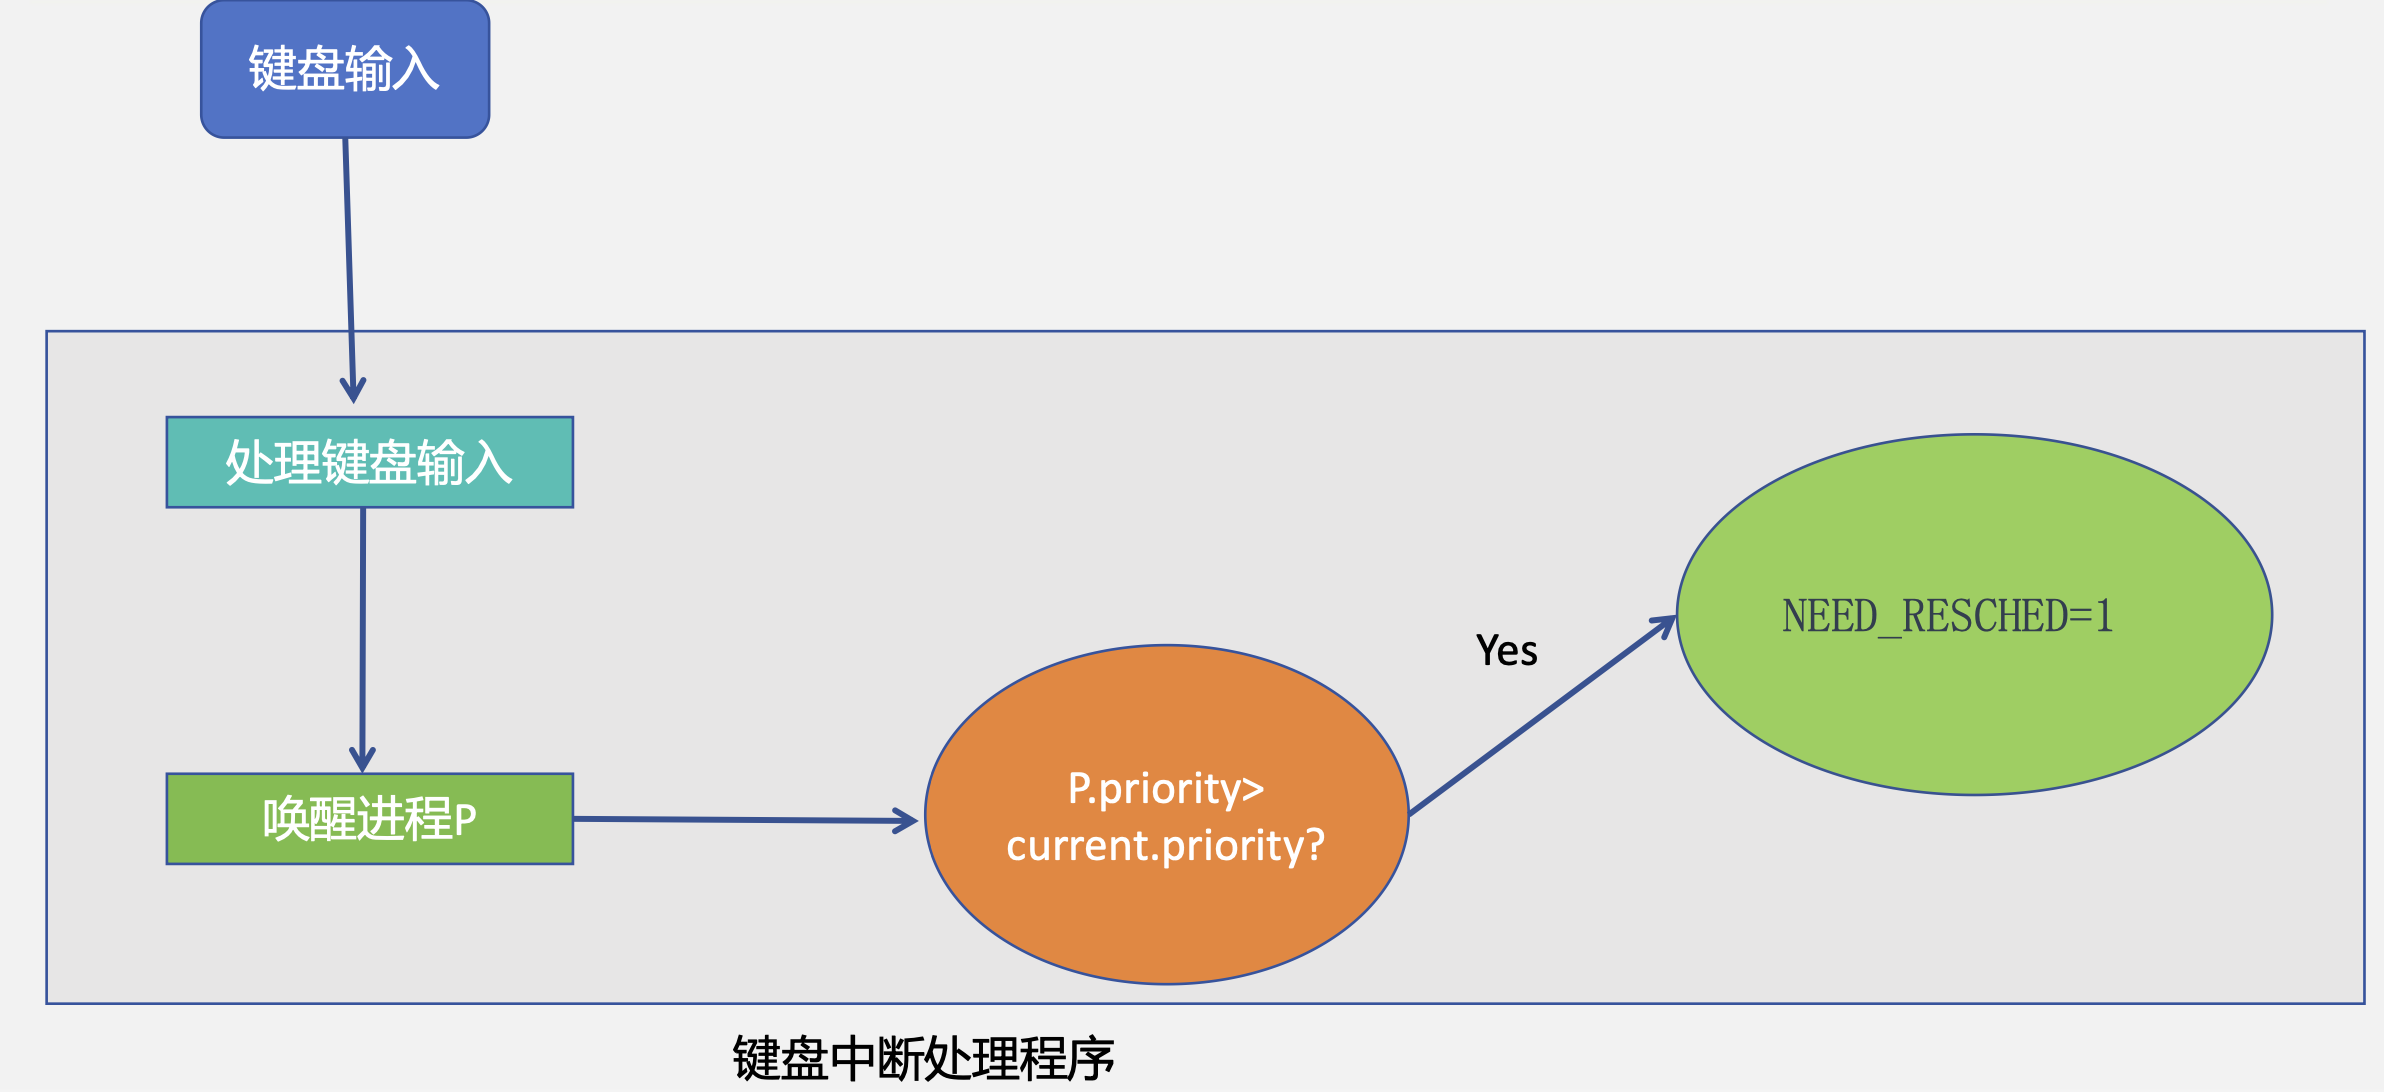 键盘输入
处理键盘输入
唤醒进程P
P.priority>
current.priority?
Yes
NEED_RESCHED=1
键盘中断处理程序